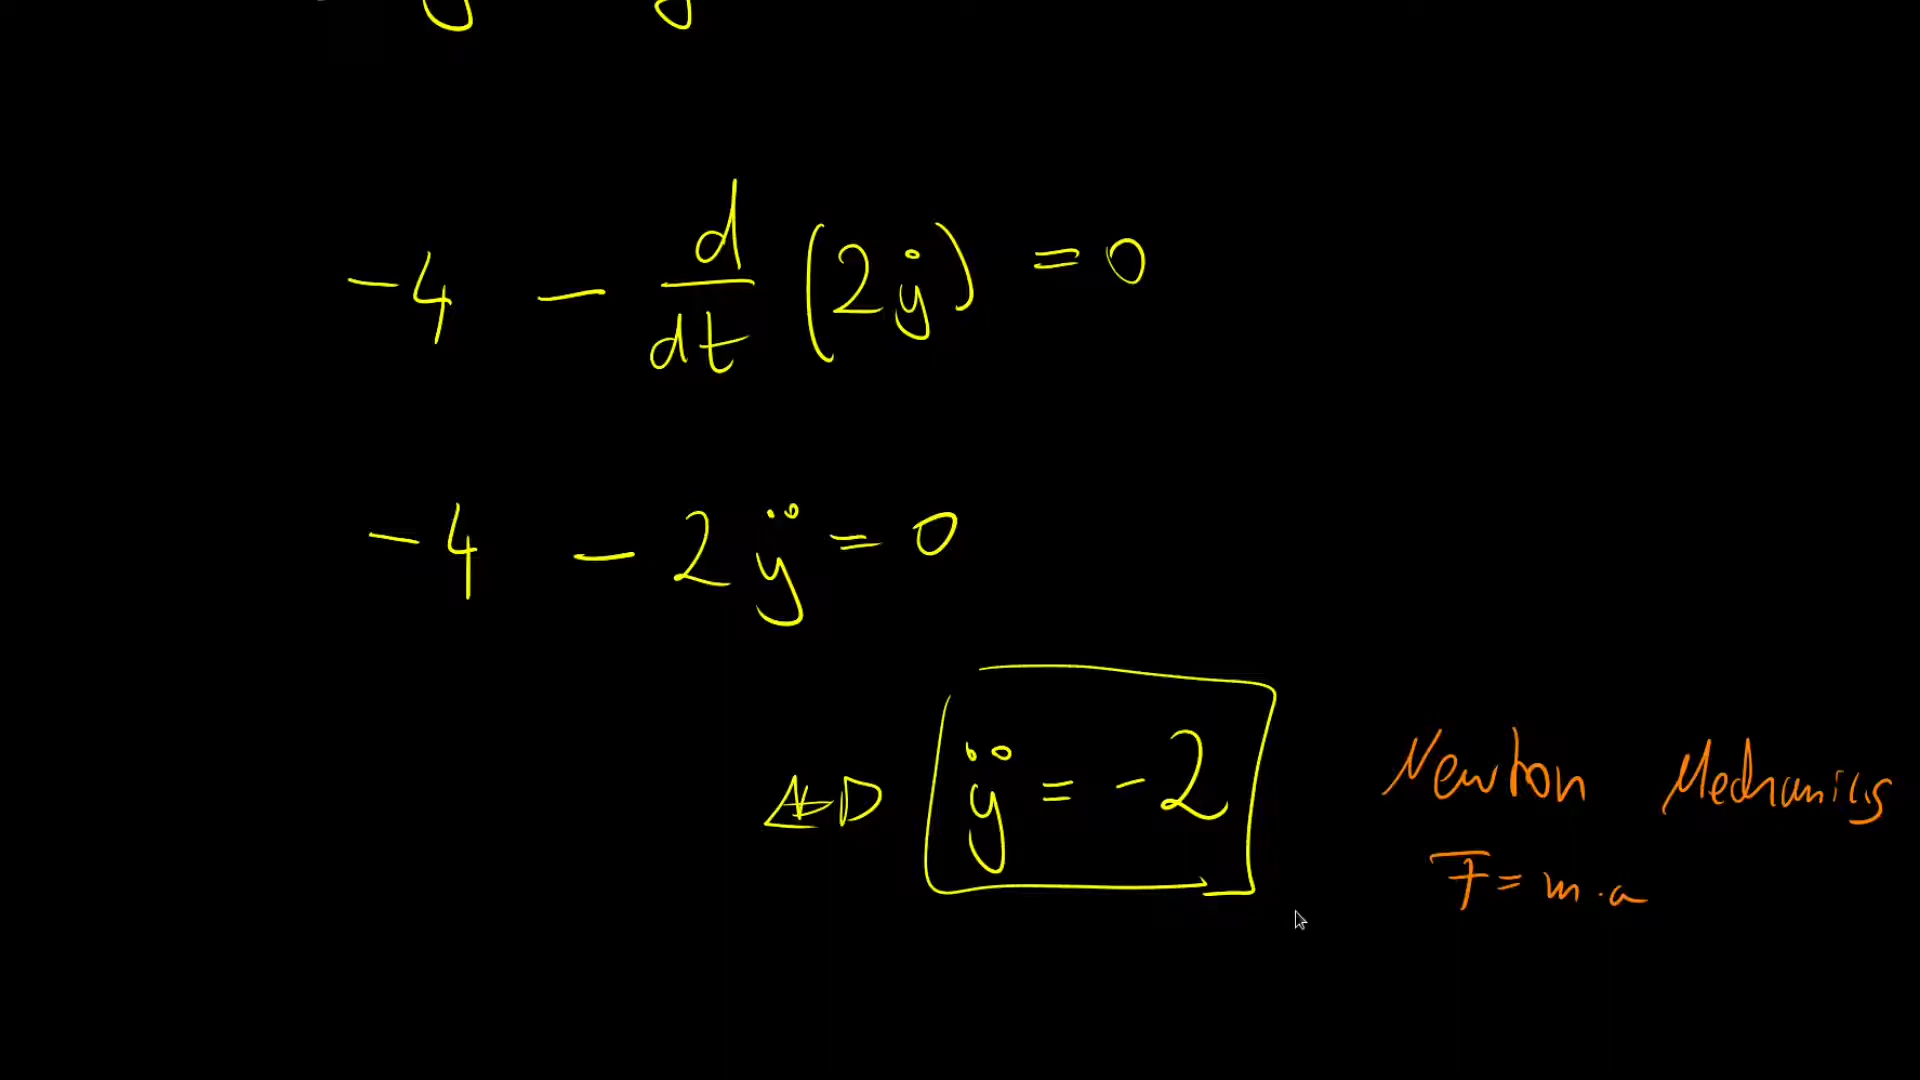 -4 - d/dt (2ẏ) = 0
-4 - 2ÿ = 0
ÿ = -2
Newton Mechanics
F = m·a